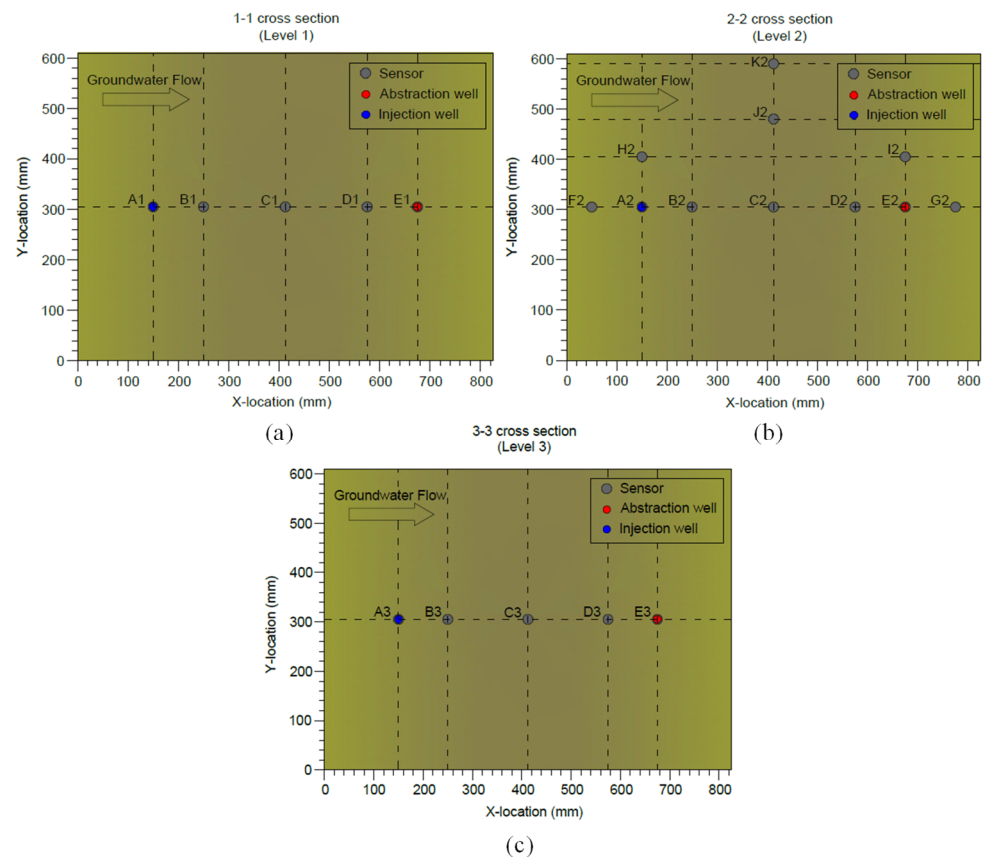 1-1 cross section
(Level 1)
600
500
400
300
200
100
0
Y-location (mm)
Groundwater Flow
Sensor
Abstraction well
Injection well
A1 B1 C1 D1 E1
0 100 200 300 400 500 600 700 800
X-location (mm)
(a)
2-2 cross section
(Level 2)
600
500
400
300
200
100
0
Y-location (mm)
Groundwater Flow
K2
Sensor
Abstraction well
Injection well
J2
H2 I2
F2 A2 B2 C2 D2 E2 G2
0 100 200 300 400 500 600 700 800
X-location (mm)
(b)
3-3 cross section
(Level 3)
600
500
400
300
200
100
0
Y-location (mm)
Groundwater Flow
Sensor
Abstraction well
Injection well
A3 B3 C3 D3 E3
0 100 200 300 400 500 600 700 800
X-location (mm)
(c)